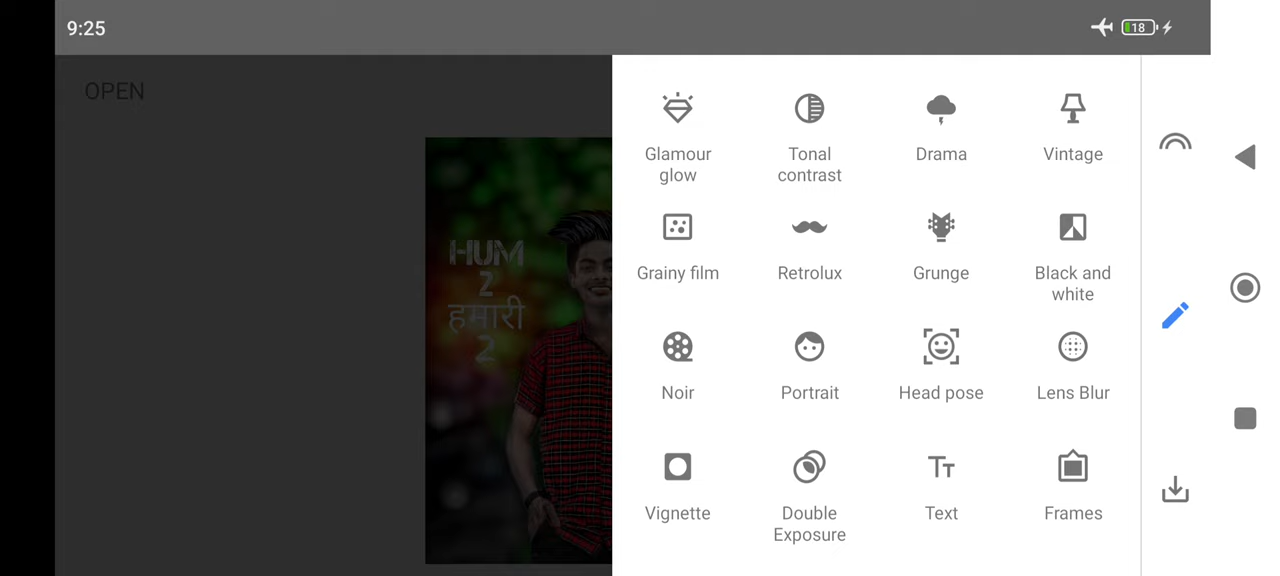 9:25
18
OPEN
HUM
2
हमारी
2
Glamour
glow
Tonal
contrast
Drama
Vintage
Grainy film
Retrolux
Grunge
Black and
white
Noir
Portrait
Head pose
Lens Blur
Vignette
Double
Exposure
Text
Frames